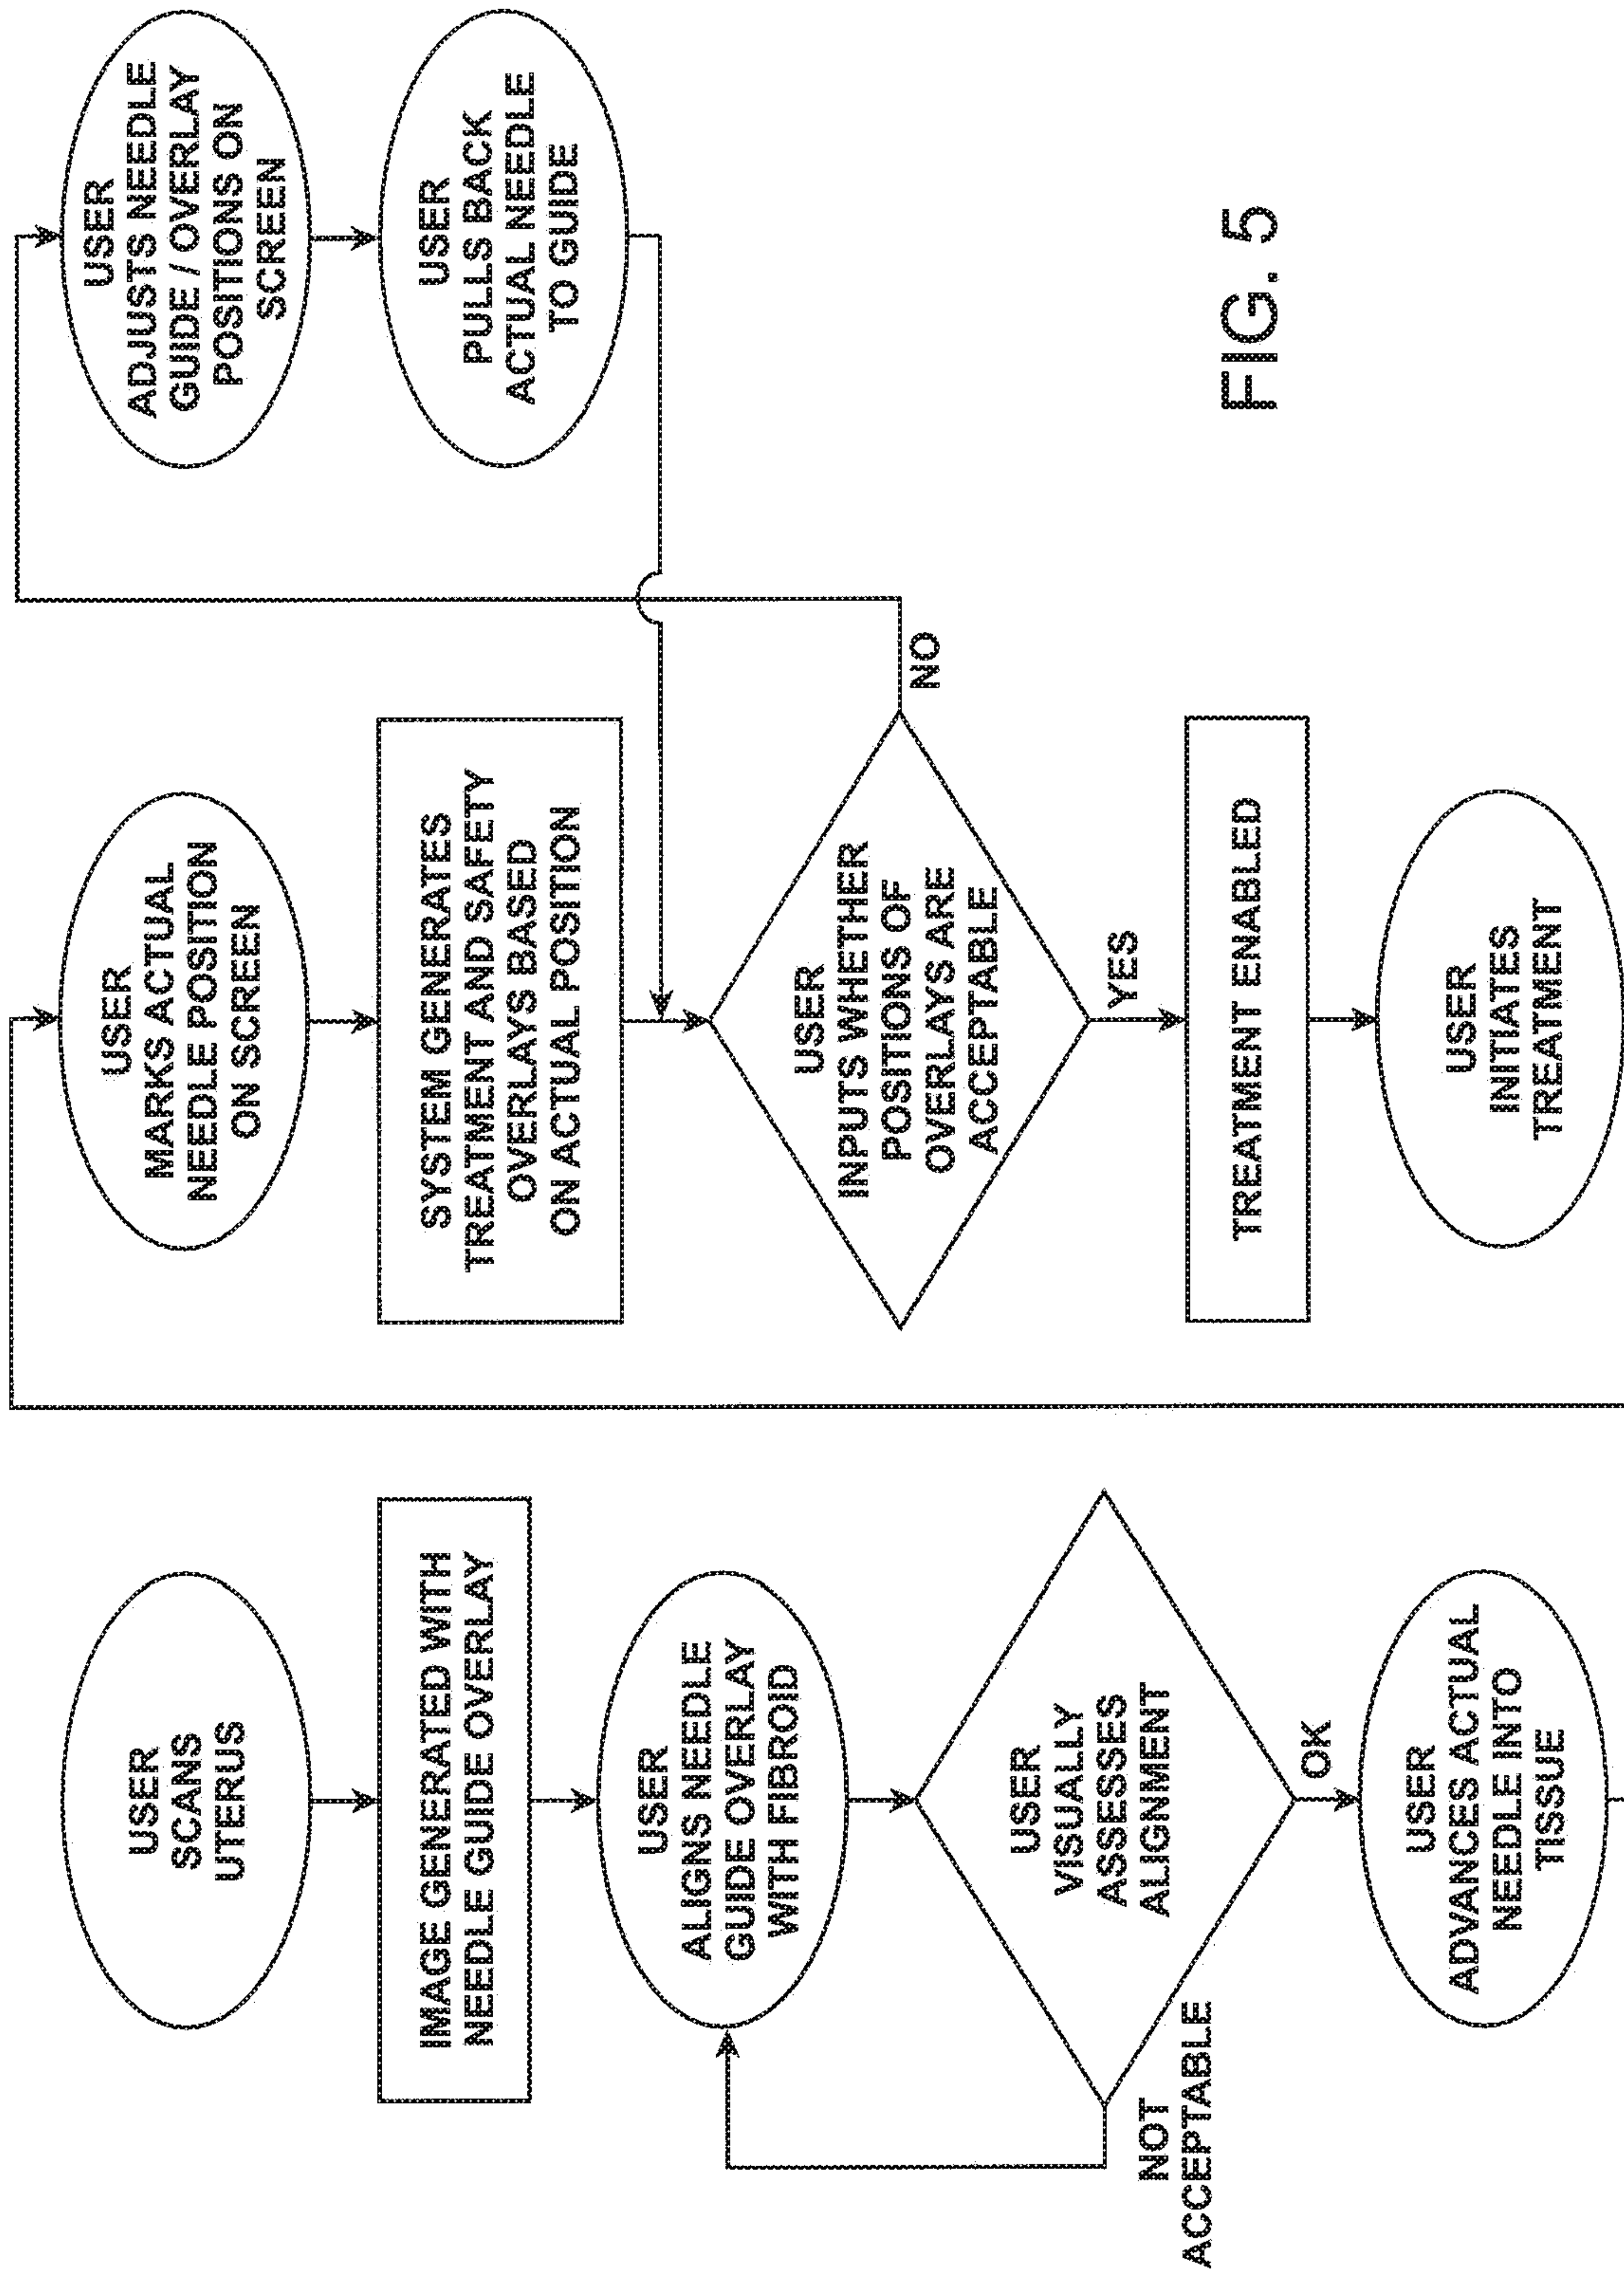 USER
SCANS
UTERUS
IMAGE GENERATED WITH
NEEDLE GUIDE OVERLAY
USER
ALIGNS NEEDLE
GUIDE OVERLAY
WITH FIBROID
USER
VISUALLY
ASSESSES
ALIGNMENT
NOT
ACCEPTABLE
OK
USER
ADVANCES ACTUAL
NEEDLE INTO
TISSUE
USER
MARKS ACTUAL
NEEDLE POSITION
ON SCREEN
SYSTEM GENERATES
TREATMENT AND SAFETY
OVERLAYS BASED
ON ACTUAL POSITION
USER
INPUTS WHETHER
POSITIONS OF
OVERLAYS ARE
ACCEPTABLE
NO
YES
TREATMENT ENABLED
USER
INITIATES
TREATMENT
USER
ADJUSTS NEEDLE
GUIDE / OVERLAY
POSITIONS ON
SCREEN
USER
PULLS BACK
ACTUAL NEEDLE
TO GUIDE
FIG. 5